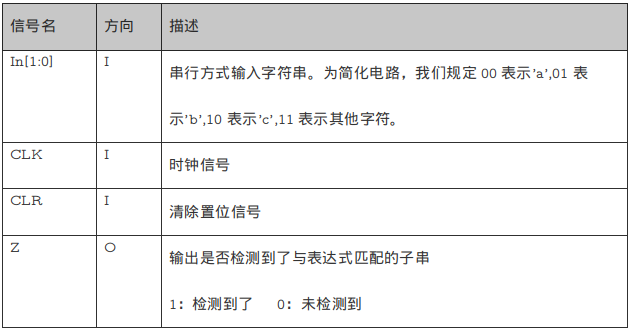 信号名 方向 描述
In[1:0] I 串行方式输入字符串。为简化电路，我们规定 00 表示’a’,01 表
示’b’,10 表示’c’,11 表示其他字符。
CLK I 时钟信号
CLR I 清除置位信号
Z O 输出是否检测到了与表达式匹配的子串
1：检测到了 0：未检测到